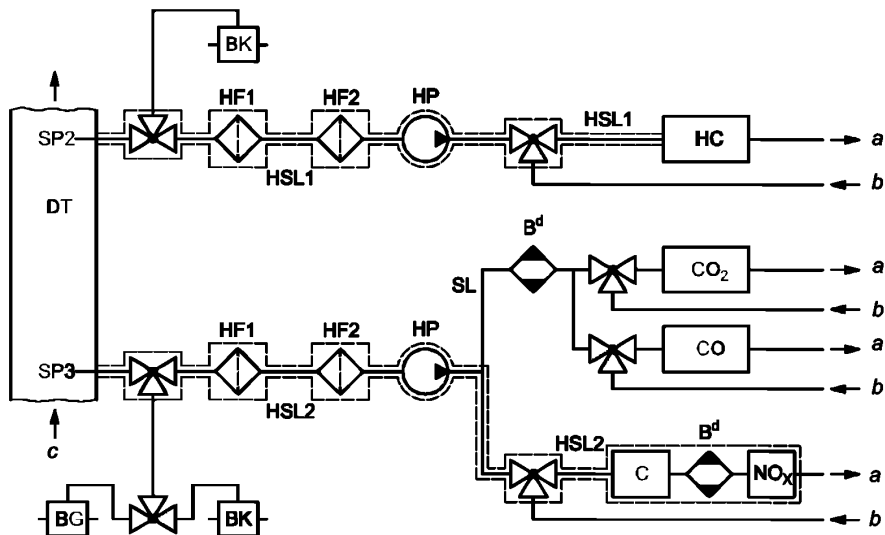 BK
HF1
HF2
HP
HSL1
SP2
HC
a
HSL1
b
DT
B^d
SL
CO₂
a
b
HF1
HF2
HP
CO
a
SP3
b
HSL2
HSL2
B^d
c
C
NOX
a
BG
BK
b